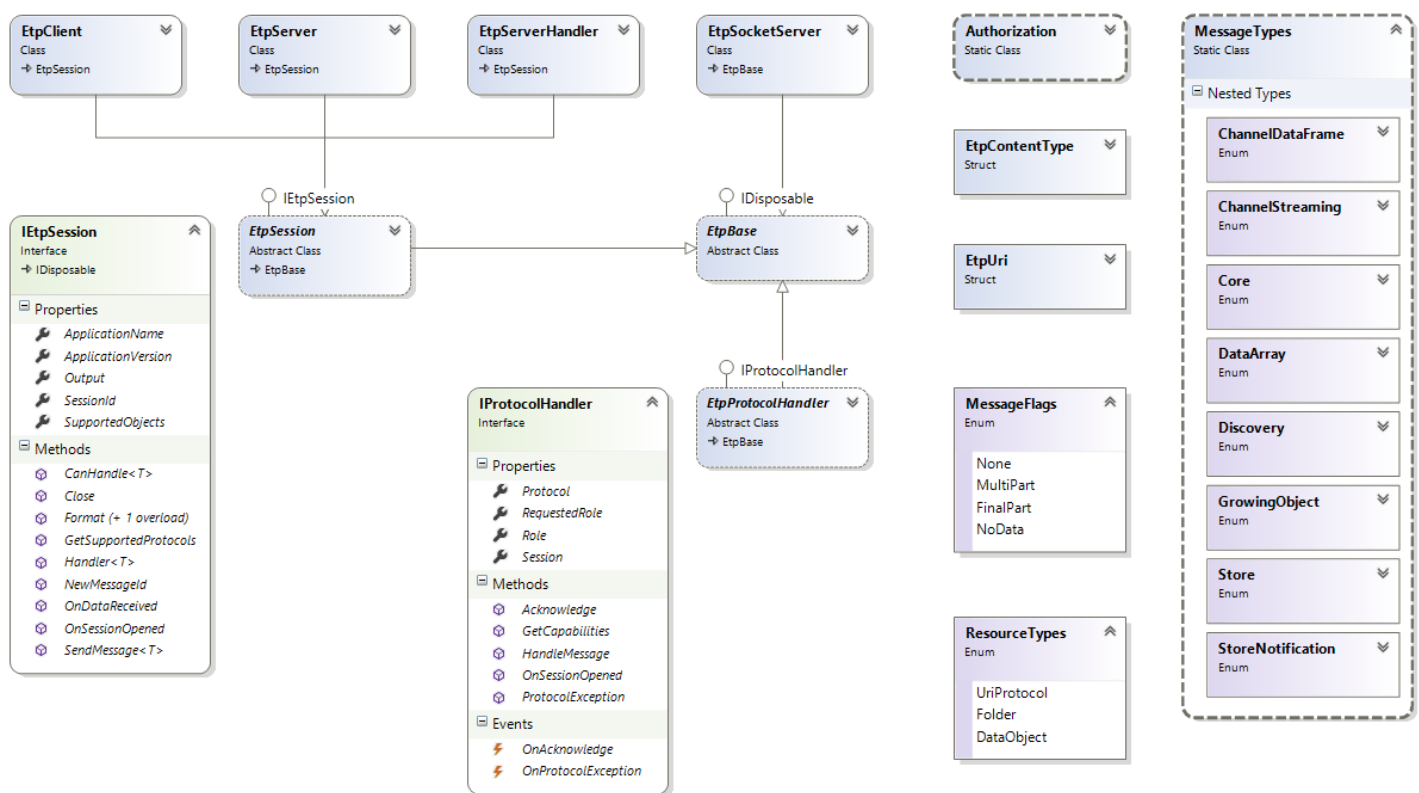 EtpClient
Class
EtpSession
EtpServer
Class
EtpSession
EtpServerHandler
Class
EtpSession
EtpSocketServer
Class
EtpBase
Authorization
Static Class
MessageTypes
Static Class
Nested Types
ChannelDataFrame
Enum
ChannelStreaming
Enum
Core
Enum
DataArray
Enum
Discovery
Enum
GrowingObject
Enum
Store
Enum
StoreNotification
Enum
EtpContentType
Struct
EtpUri
Struct
IEtpSession
EtpSession
Abstract Class
EtpBase
IDisposable
EtpBase
Abstract Class
IEtpSession
Interface
IDisposable
Properties
ApplicationName
ApplicationVersion
Output
SessionId
SupportedObjects
Methods
CanHandle<T>
Close
Format (+ 1 overload)
GetSupportedProtocols
Handler<T>
NewMessageId
OnDataReceived
OnSessionOpened
SendMessage<T>
IProtocolHandler
EtpProtocolHandler
Abstract Class
EtpBase
IProtocolHandler
Interface
Properties
Protocol
RequestedRole
Role
Session
Methods
Acknowledge
GetCapabilities
HandleMessage
OnSessionOpened
ProtocolException
Events
OnAcknowledge
OnProtocolException
MessageFlags
Enum
None
MultiPart
FinalPart
NoData
ResourceTypes
Enum
UriProtocol
Folder
DataObject